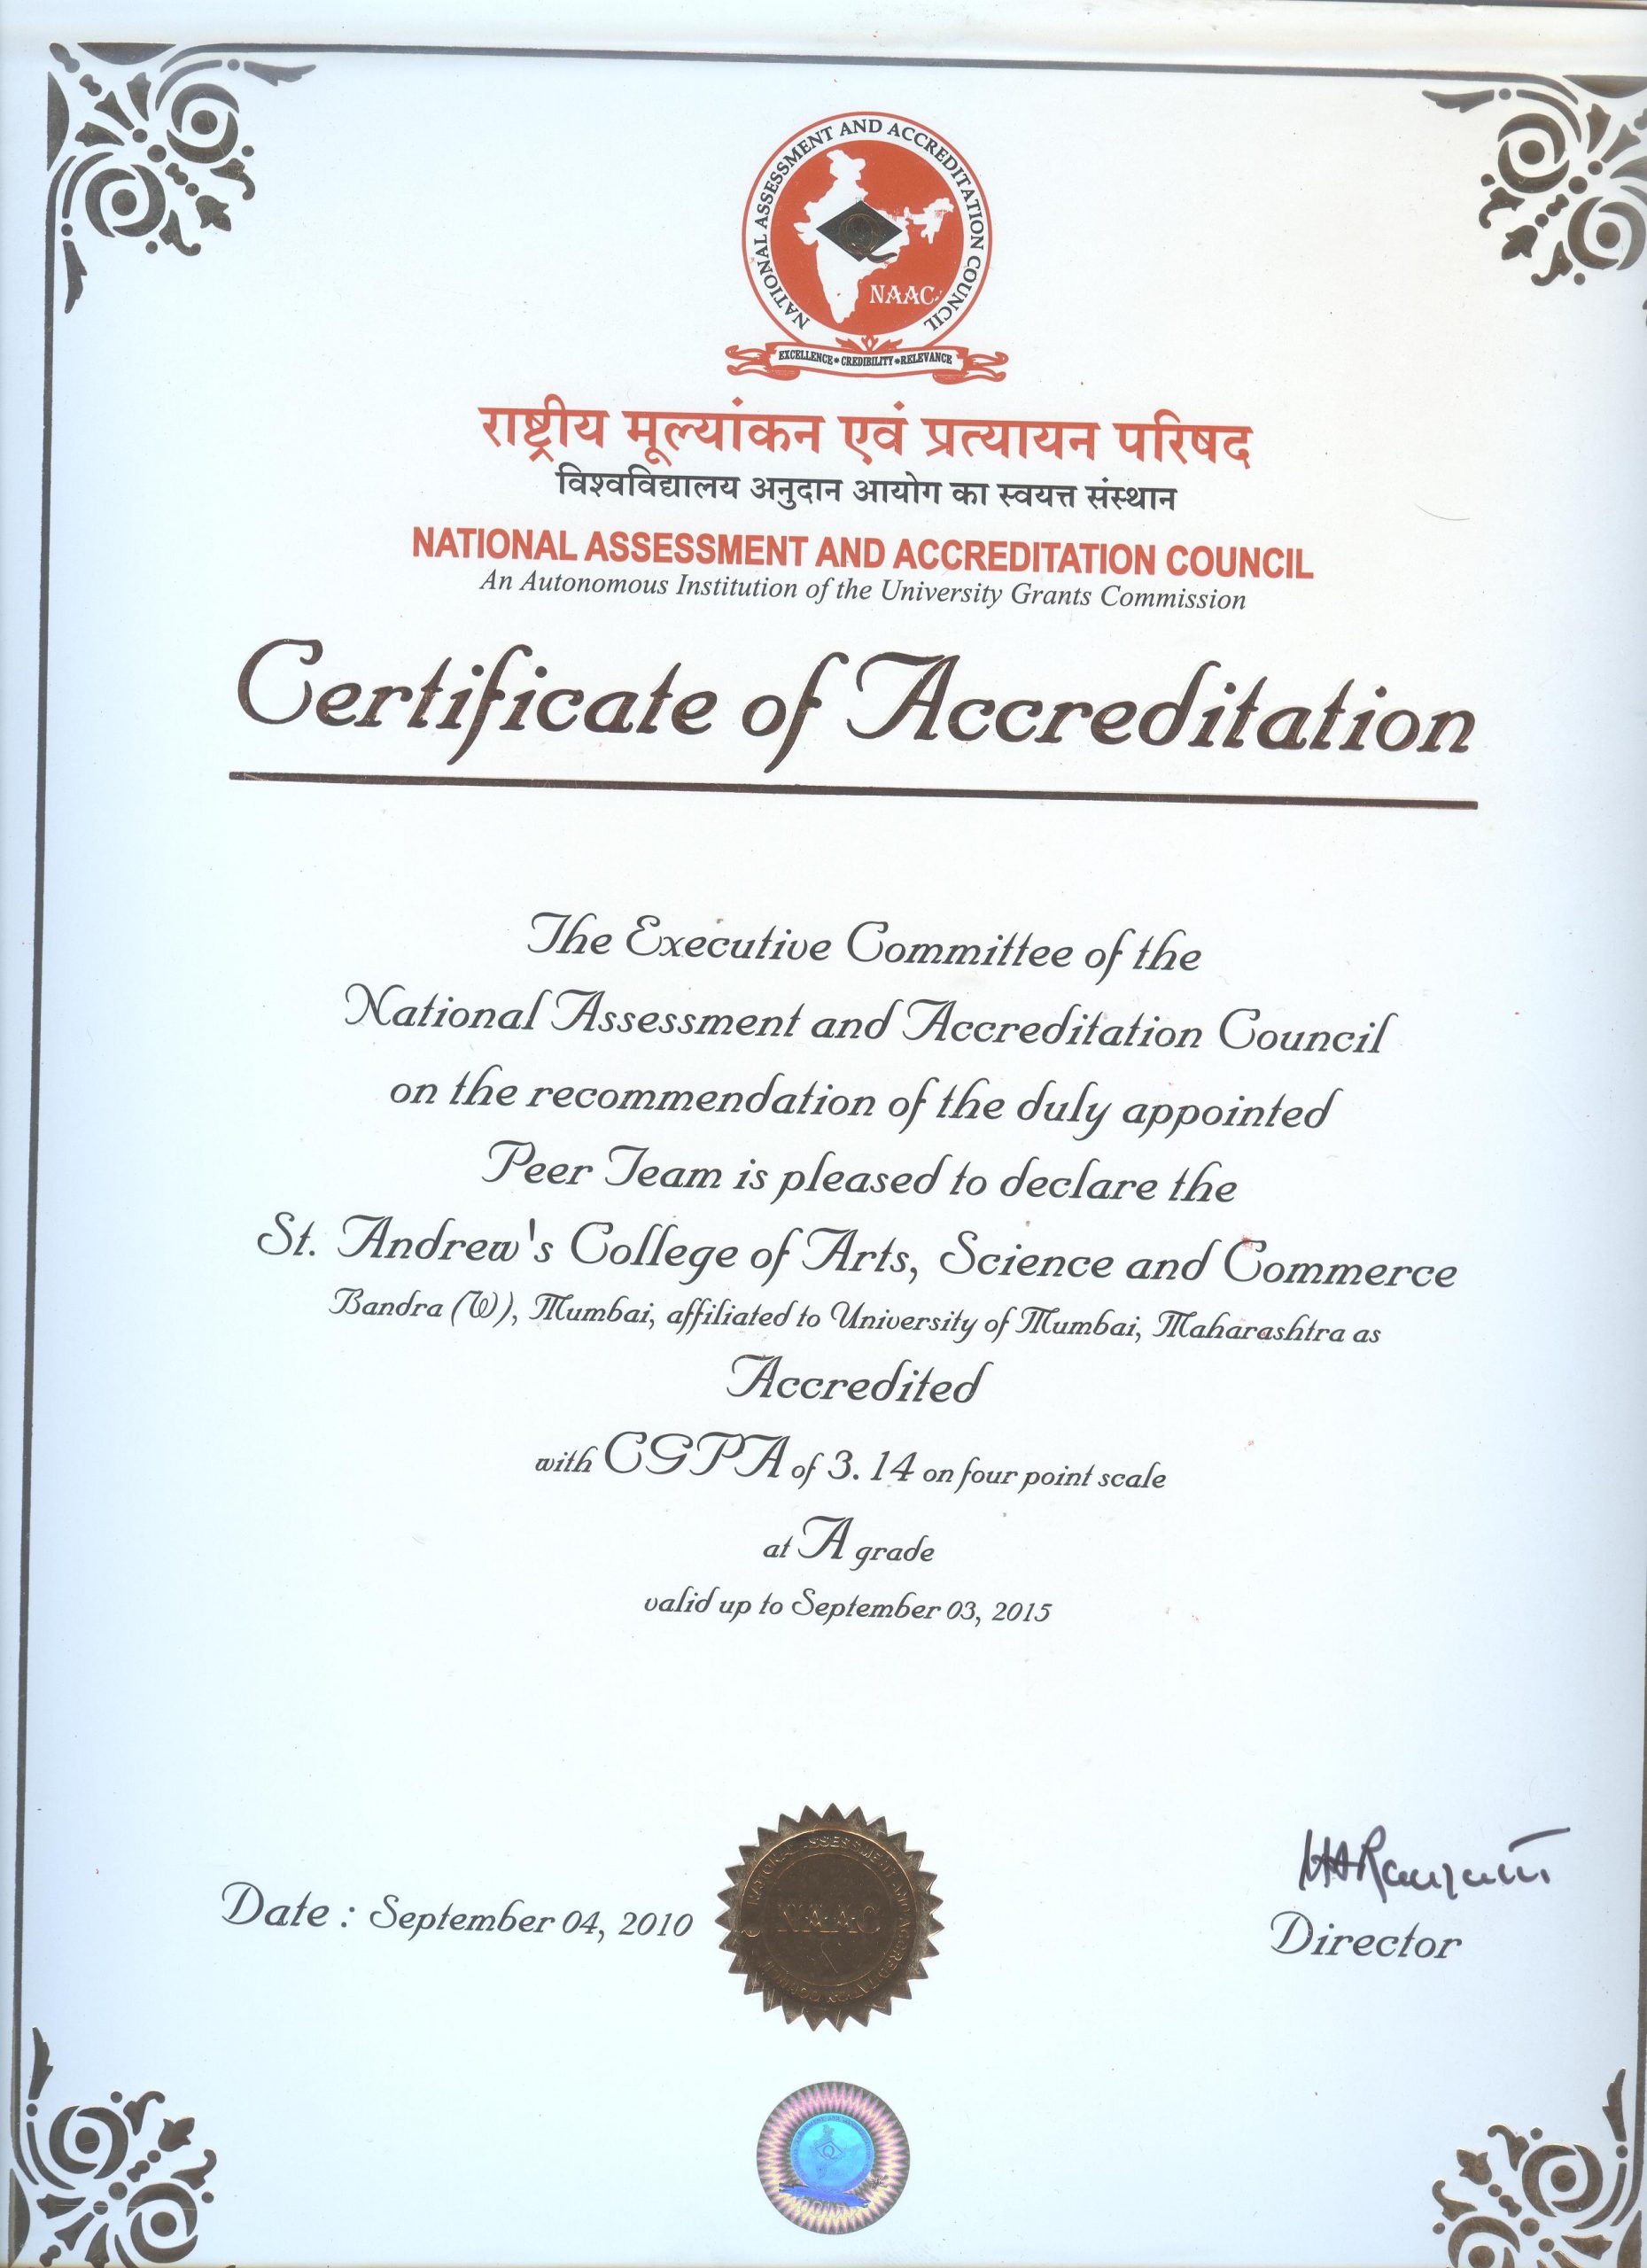 NATIONAL ASSESSMENT AND ACCREDITATION COUNCIL
NAAC
EXCELLENCE • CREDIBILITY • RELEVANCE
राष्ट्रीय मूल्यांकन एवं प्रत्यायन परिषद
विश्वविद्यालय अनुदान आयोग का स्वयत्त संस्थान
NATIONAL ASSESSMENT AND ACCREDITATION COUNCIL
An Autonomous Institution of the University Grants Commission
Certificate of Accreditation
The Executive Committee of the
National Assessment and Accreditation Council
on the recommendation of the duly appointed
Peer Team is pleased to declare the
St. Andrew's College of Arts, Science and Commerce
Bandra (W), Mumbai, affiliated to University of Mumbai, Maharashtra as
Accredited
with CGPA of 3.14 on four point scale
at A grade
valid up to September 03, 2015
Date : September 04, 2010
NATIONAL ASSESSMENT AND ACCREDITATION COUNCIL
NAAC
Director